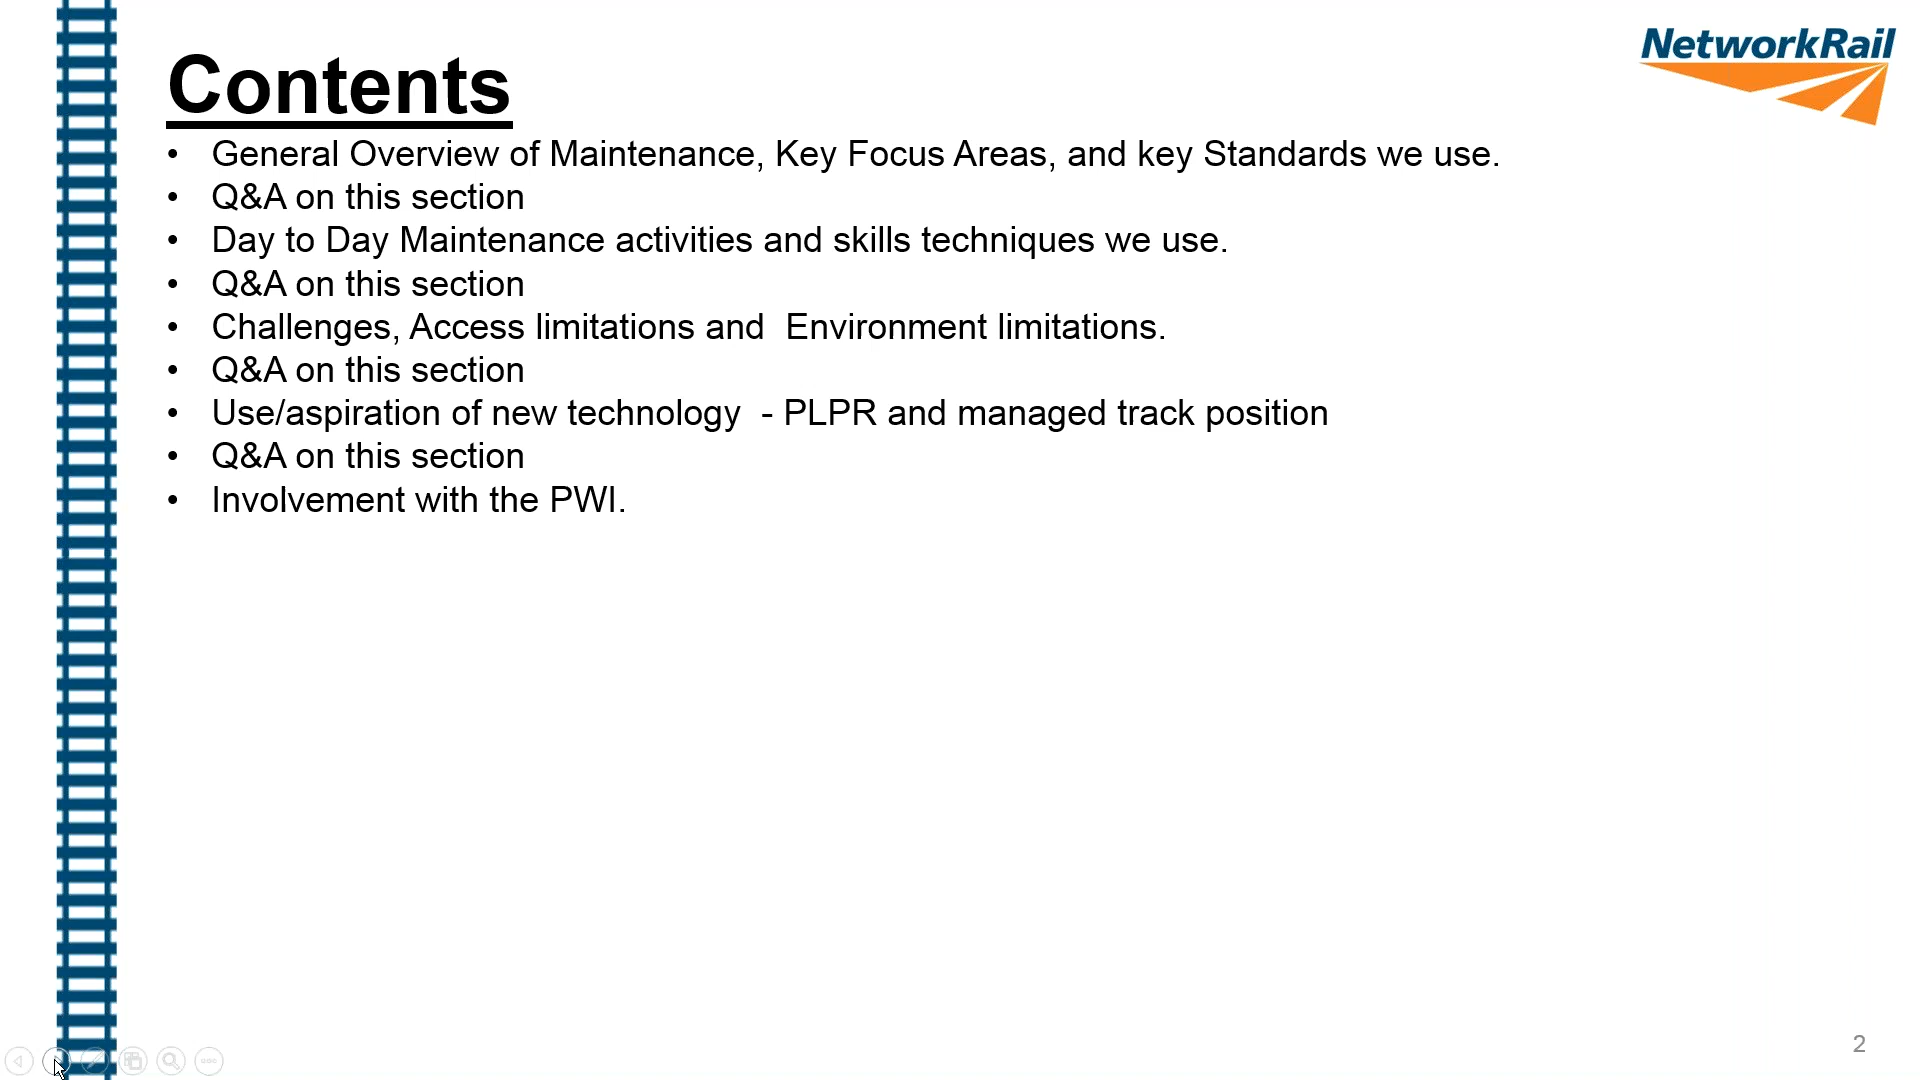 NetworkRail
Contents
• General Overview of Maintenance, Key Focus Areas, and key Standards we use.
• Q&A on this section
• Day to Day Maintenance activities and skills techniques we use.
• Q&A on this section
• Challenges, Access limitations and  Environment limitations.
• Q&A on this section
• Use/aspiration of new technology  - PLPR and managed track position
• Q&A on this section
• Involvement with the PWI.
2